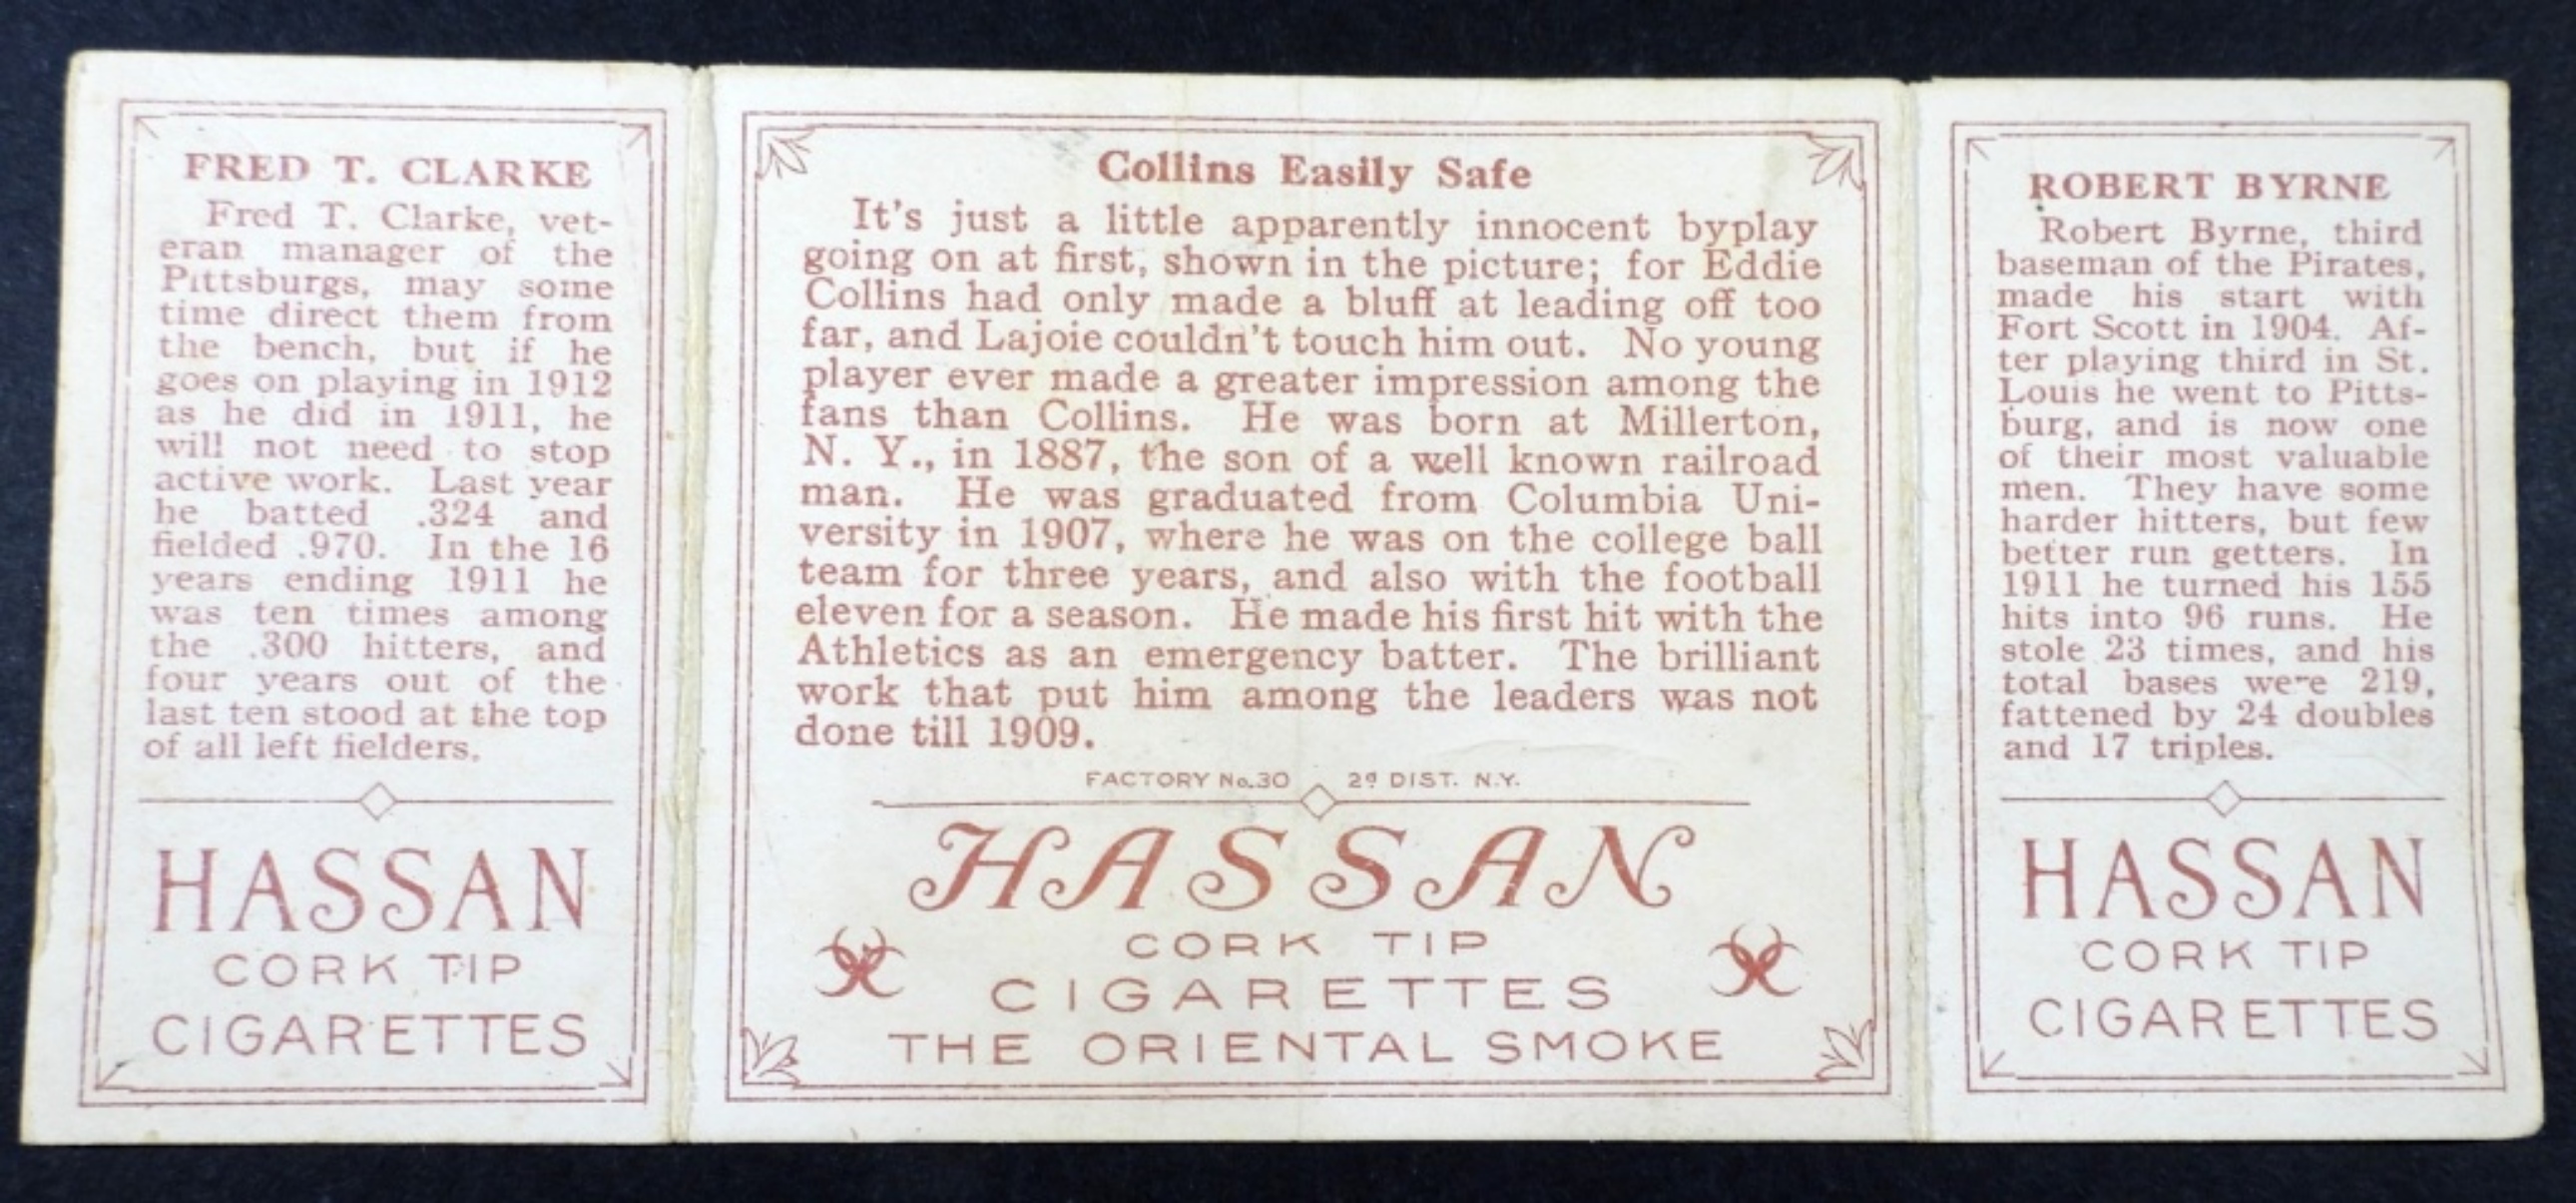 FRED T. CLARKE
Fred T. Clarke, vet-
eran manager of the
Pittsburgs, may some
time direct them from
the bench, but if he
goes on playing in 1912
as he did in 1911, he
will not need to stop
active work. Last year
he batted .324 and
fielded .970. In the 16
years ending 1911 he
was ten times among
the .300 hitters, and
four years out of the
last ten stood at the top
of all left fielders.
HASSAN
CORK TIP
CIGARETTES
Collins Easily Safe
It's just a little apparently innocent byplay
going on at first, shown in the picture; for Eddie
Collins had only made a bluff at leading off too
far, and Lajoie couldn't touch him out. No young
player ever made a greater impression among the
fans than Collins. He was born at Millerton,
N. Y., in 1887, the son of a well known railroad
man. He was graduated from Columbia Uni-
versity in 1907, where he was on the college ball
team for three years, and also with the football
eleven for a season. He made his first hit with the
Athletics as an emergency batter. The brilliant
work that put him among the leaders was not
done till 1909.
FACTORY No.30 2d DIST. N.Y.
HASSAN
CORK TIP
CIGARETTES
THE ORIENTAL SMOKE
ROBERT BYRNE
Robert Byrne, third
baseman of the Pirates,
made his start with
Fort Scott in 1904. Af-
ter playing third in St.
Louis he went to Pitts-
burg, and is now one
of their most valuable
men. They have some
harder hitters, but few
better run getters. In
1911 he turned his 155
hits into 96 runs. He
stole 23 times, and his
total bases were 219,
fattened by 24 doubles
and 17 triples.
HASSAN
CORK TIP
CIGARETTES